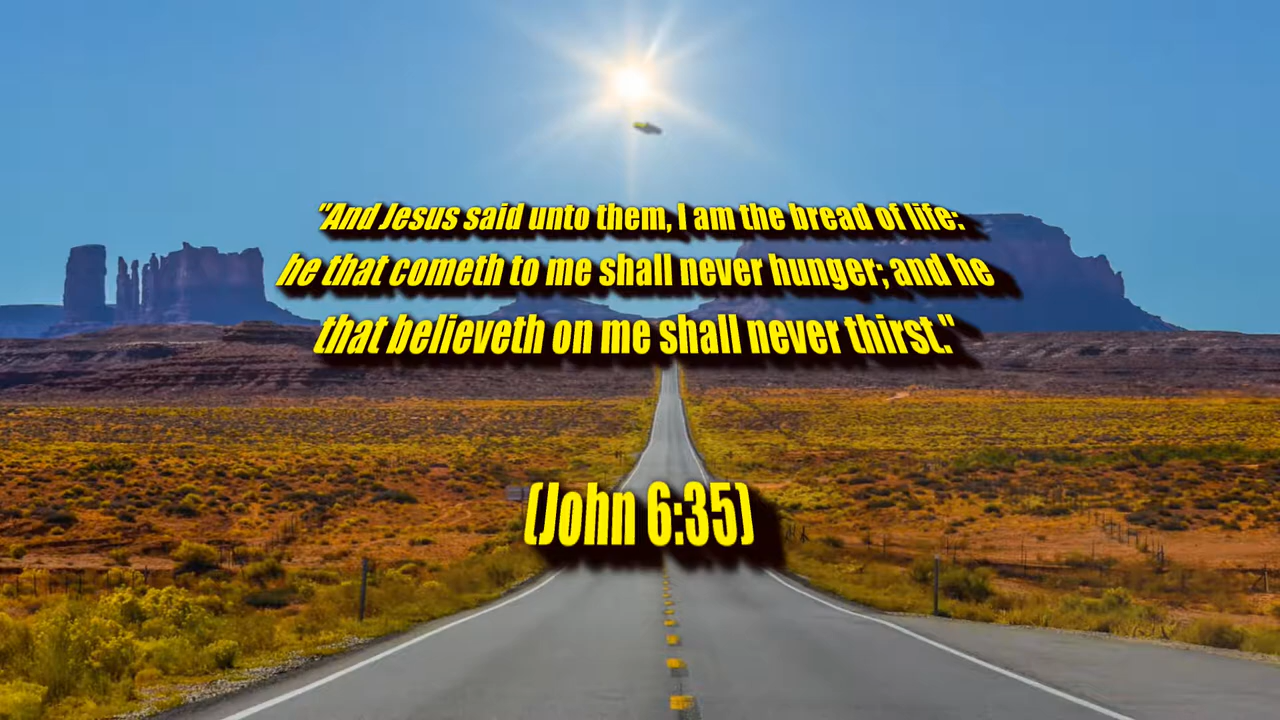 "And Jesus said unto them, I am the bread of life:
he that cometh to me shall never hunger; and he
that believeth on me shall never thirst."
(John 6:35)